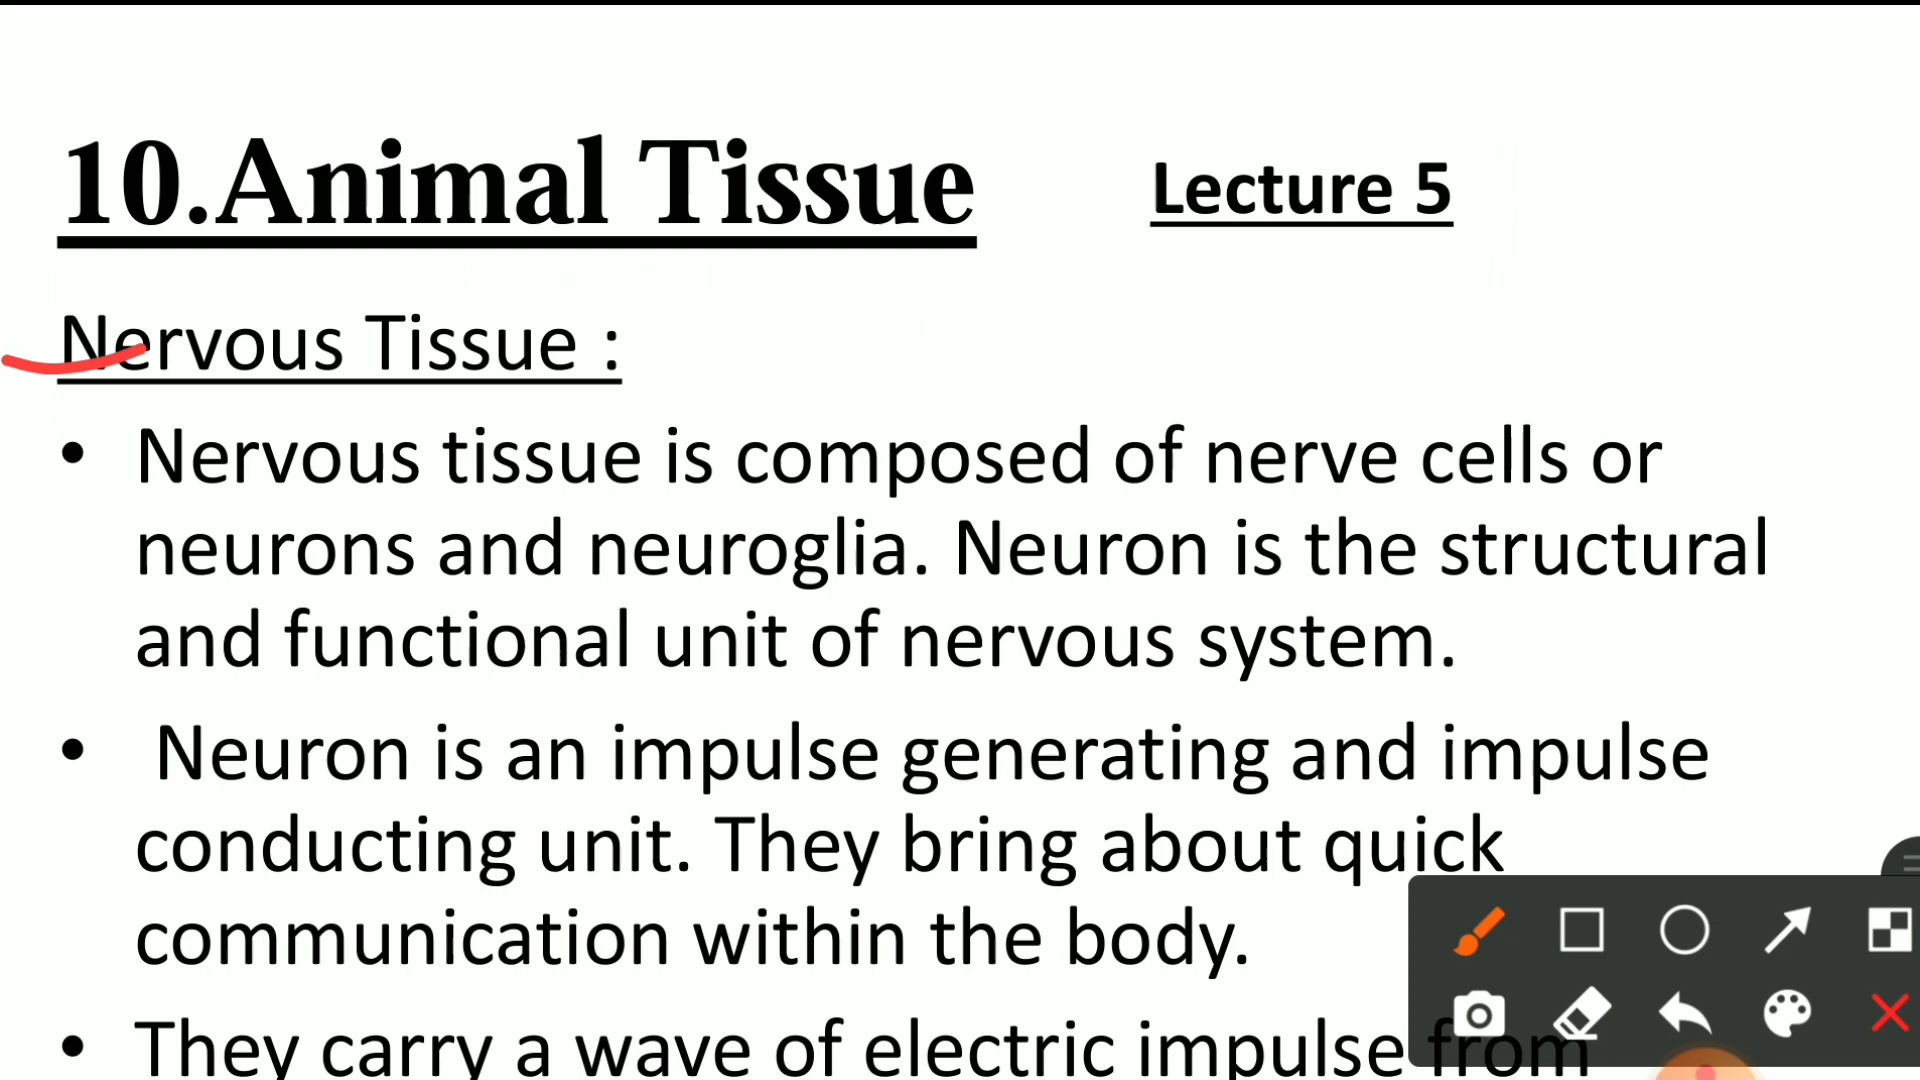 10.Animal Tissue
Lecture 5
Nervous Tissue :
• Nervous tissue is composed of nerve cells or
neurons and neuroglia. Neuron is the structural
and functional unit of nervous system.
• Neuron is an impulse generating and impulse
conducting unit. They bring about quick
communication within the body.
• They carry a wave of electric impulse from